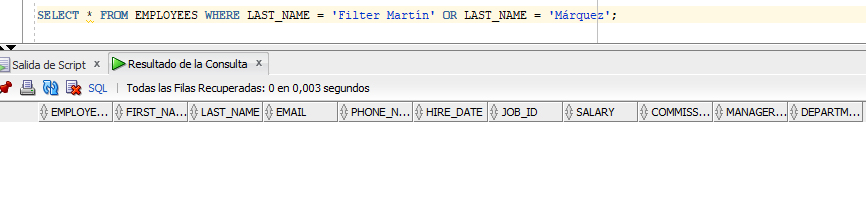 SELECT * FROM EMPLOYEES WHERE LAST_NAME = 'Filter Martín' OR LAST_NAME = 'Márquez';
Salida de Script x Resultado de la Consulta x
SQL | Todas las Filas Recuperadas: 0 en 0,003 segundos
EMPLOYE... FIRST_NA... LAST_NAME EMAIL PHONE_N... HIRE_DATE JOB_ID SALARY COMMISS... MANAGER... DEPARTM...